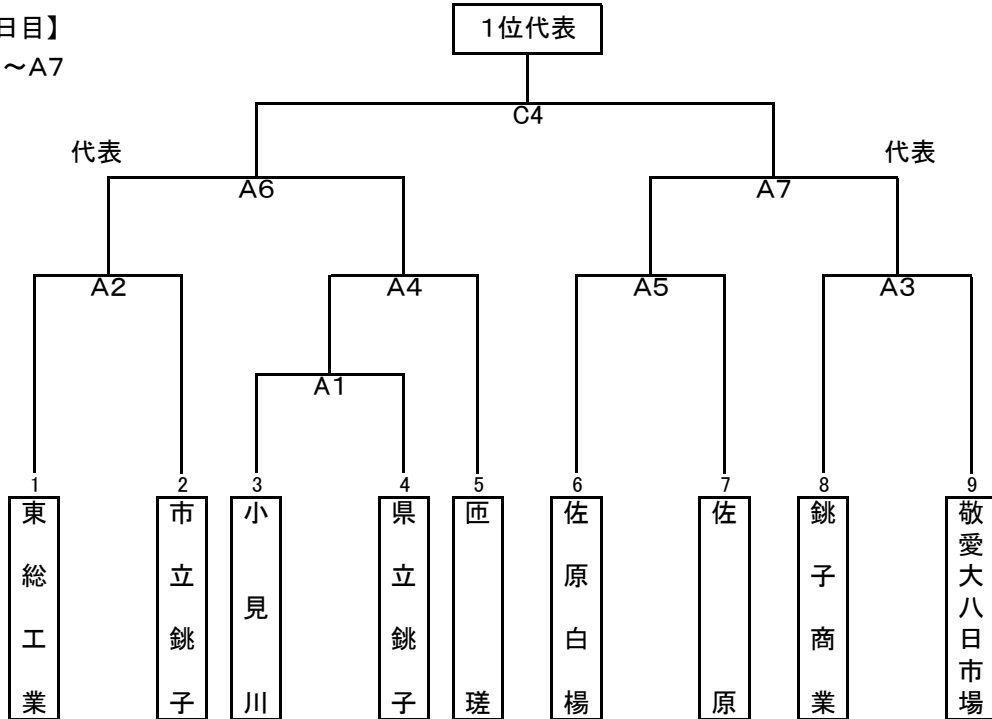 日目】
1位代表
～A7
C4
代表
代表
A6
A7
A2
A4
A5
A3
A1
1
2
3
4
5
6
7
8
9
東総工業
市立銚子
小見川
県立銚子
匝瑳
佐原白楊
佐原
銚子商業
敬愛大八日市場